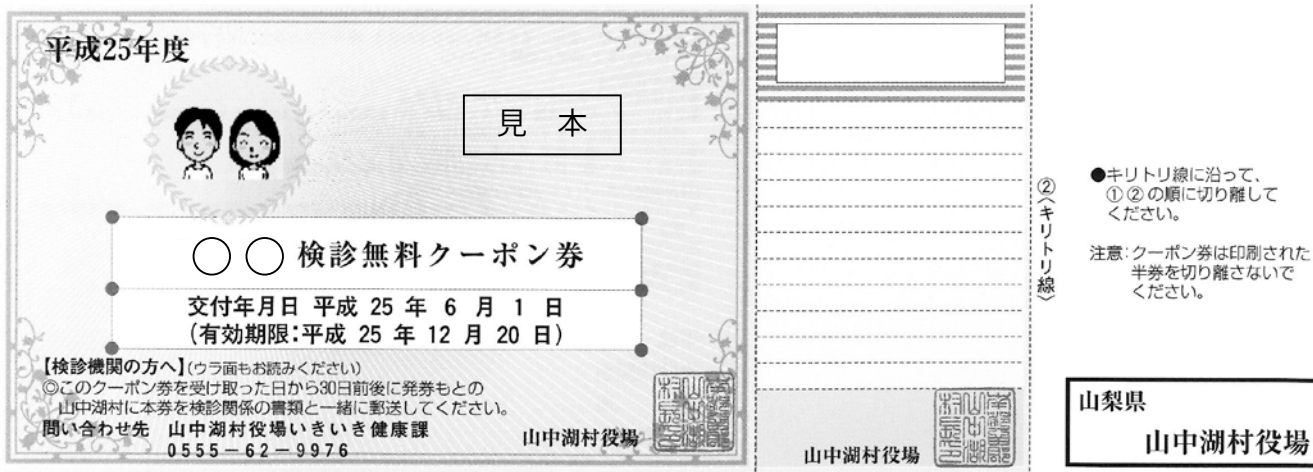 平成25年度
見 本
○○検診無料クーポン券
交付年月日 平成 25 年 6 月 1 日
(有効期限:平成 25 年 12 月 20 日)
【検診機関の方へ】(ウラ面もお読みください)
◎このクーポン券を受け取った日から30日前後に発券もとの
山中湖村に本券を検診関係の書類と一緒に郵送してください。
問い合わせ先 山中湖村役場いきいき健康課
0555-62-9976
山中湖村役場
山中湖村役場
②〈キリトリ線〉
●キリトリ線に沿って、
①②の順に切り離して
ください。
注意:クーポン券は印刷された
半券を切り離さないで
ください。
山梨県
山中湖村役場